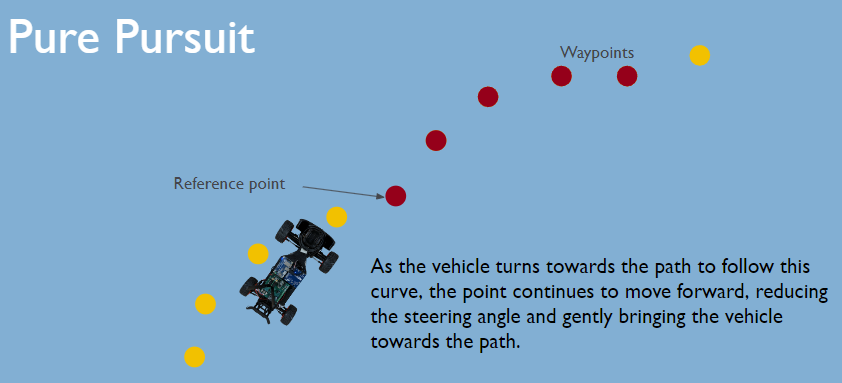 Pure Pursuit
Waypoints
Reference point
As the vehicle turns towards the path to follow this
curve, the point continues to move forward, reducing
the steering angle and gently bringing the vehicle
towards the path.